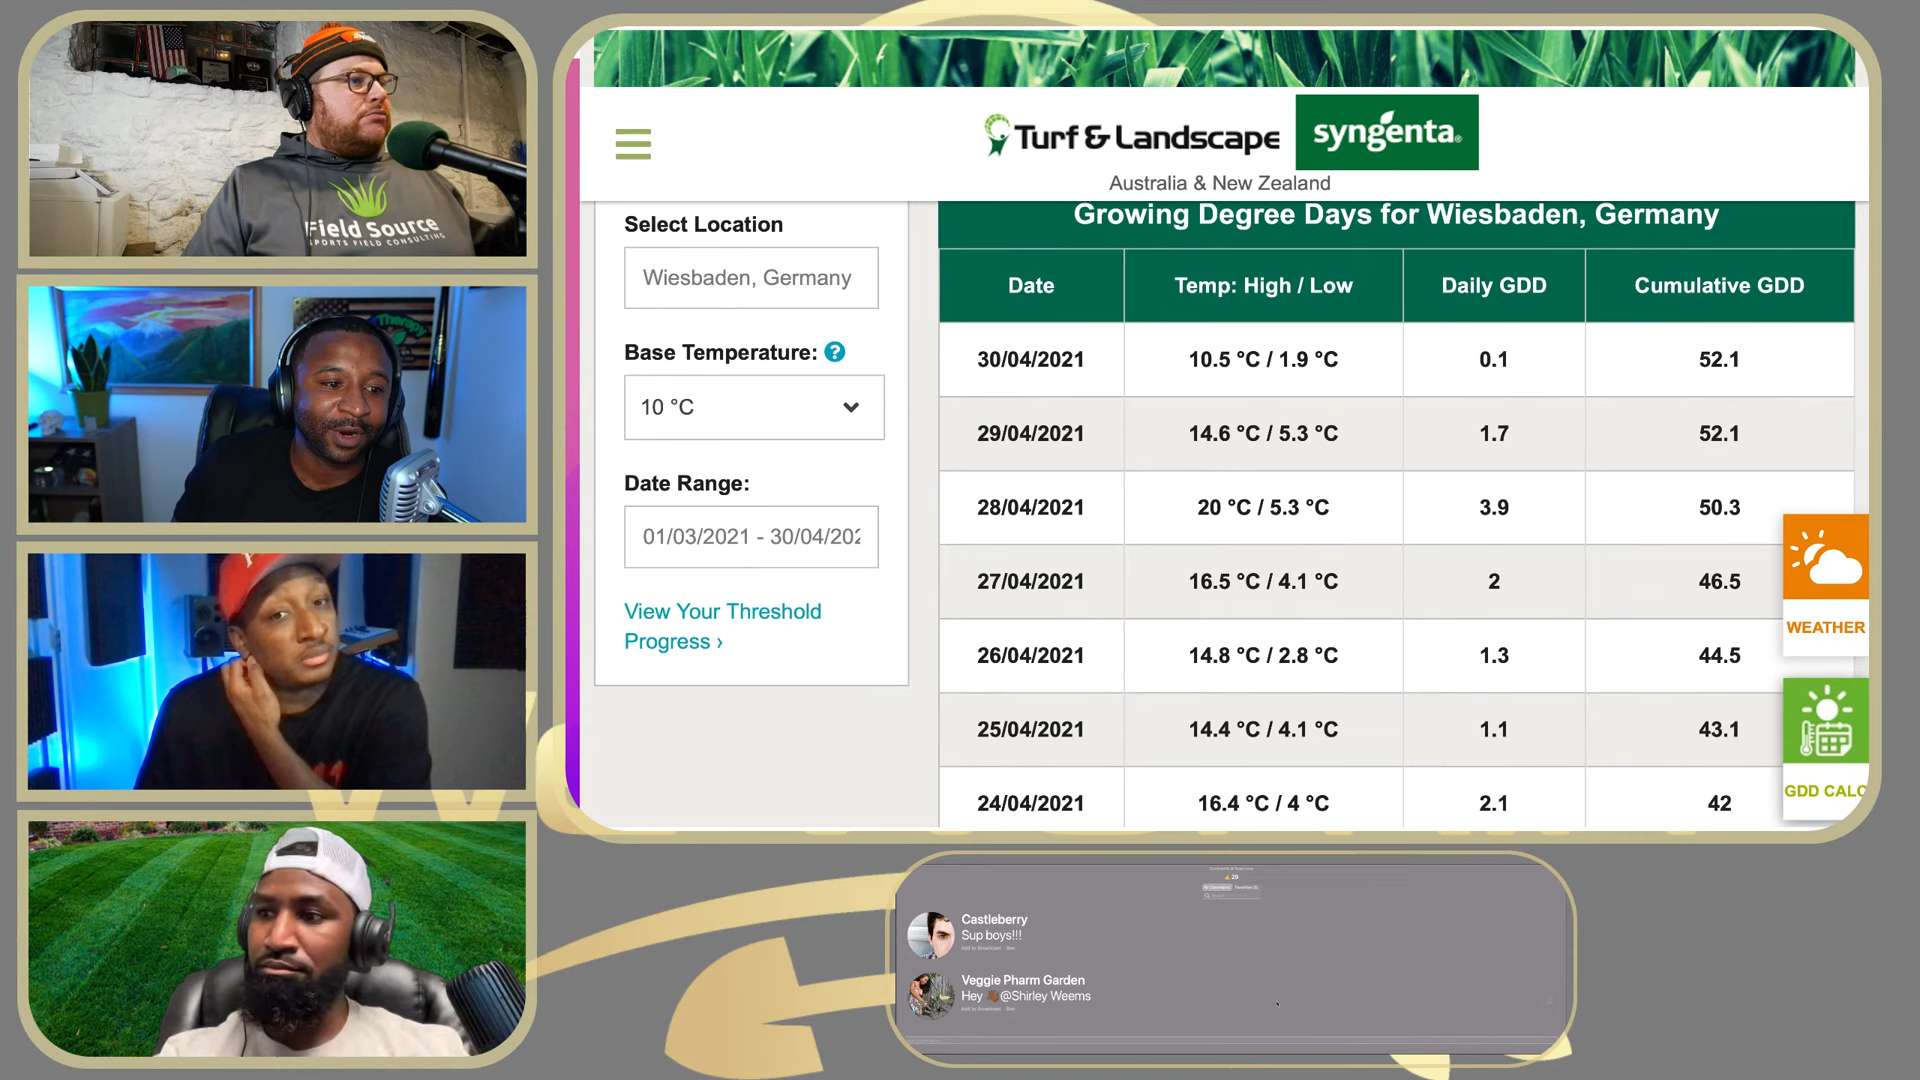 Field Source
SPORTS FIELD CONSULTING
Therapy
Turf & Landscape
syngenta
Australia & New Zealand
Select Location
Wiesbaden, Germany
Base Temperature: ?
10 °C
Date Range:
01/03/2021 - 30/04/202
View Your Threshold
Progress ›
Growing Degree Days for Wiesbaden, Germany
Date Temp: High / Low Daily GDD Cumulative GDD
30/04/2021 10.5 °C / 1.9 °C 0.1 52.1
29/04/2021 14.6 °C / 5.3 °C 1.7 52.1
28/04/2021 20 °C / 5.3 °C 3.9 50.3
27/04/2021 16.5 °C / 4.1 °C 2 46.5
26/04/2021 14.8 °C / 2.8 °C 1.3 44.5
25/04/2021 14.4 °C / 4.1 °C 1.1 43.1
24/04/2021 16.4 °C / 4 °C 2.1 42
WEATHER
GDD CALC
29
Castleberry
Sup boys!!!
Veggie Pharm Garden
Hey @Shirley Weems